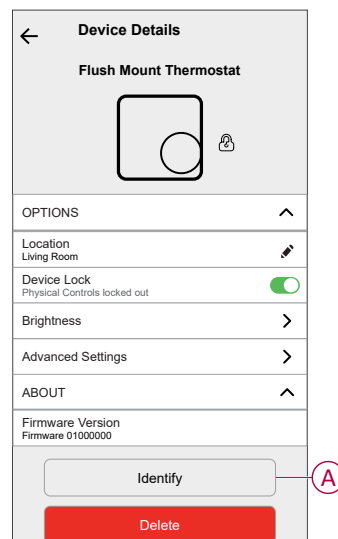 Device Details
Flush Mount Thermostat
OPTIONS
Location
Living Room
Device Lock
Physical Controls locked out
Brightness
Advanced Settings
ABOUT
Firmware Version
Firmware 01000000
Identify
A
Delete